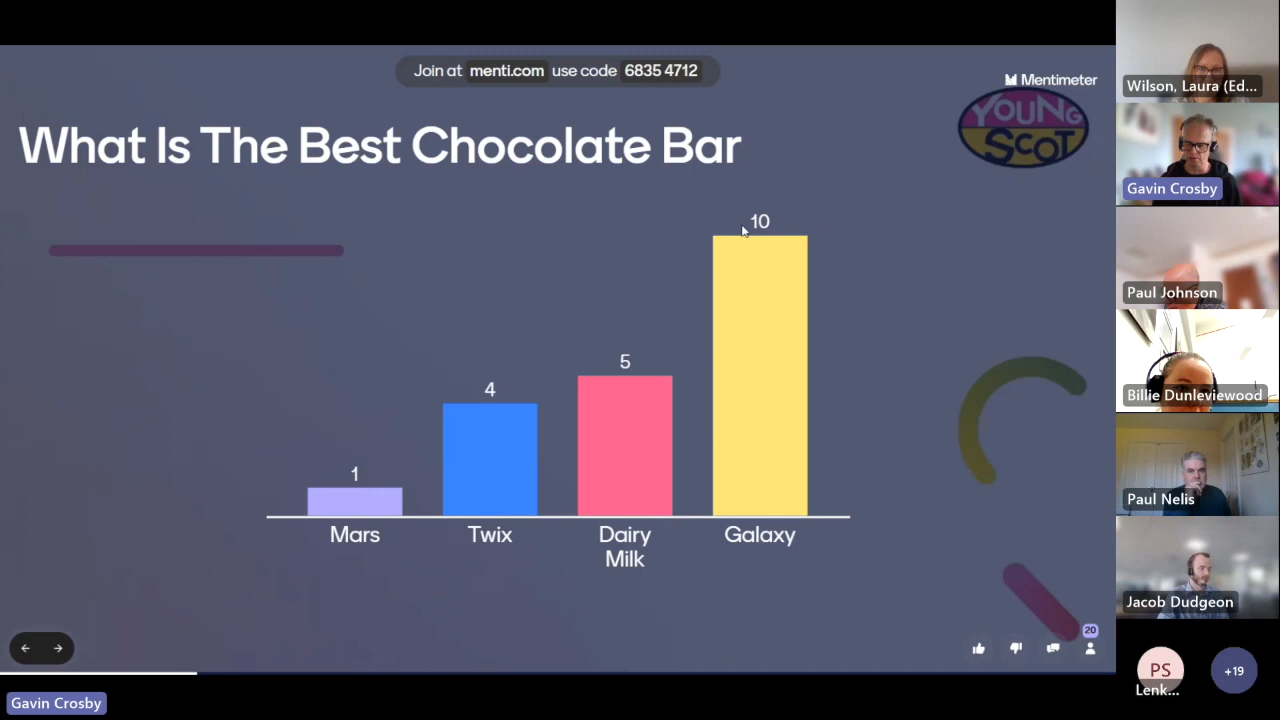 Join at menti.com use code 6835 4712
Mentimeter
YOUNG
SCOT
What Is The Best Chocolate Bar
10
5
4
1
Mars
Twix
Dairy
Milk
Galaxy
20
Gavin Crosby
Wilson, Laura (Ed...
Gavin Crosby
Paul Johnson
Billie Dunleviewood
Paul Nelis
Jacob Dudgeon
PS
+19
Lenk...